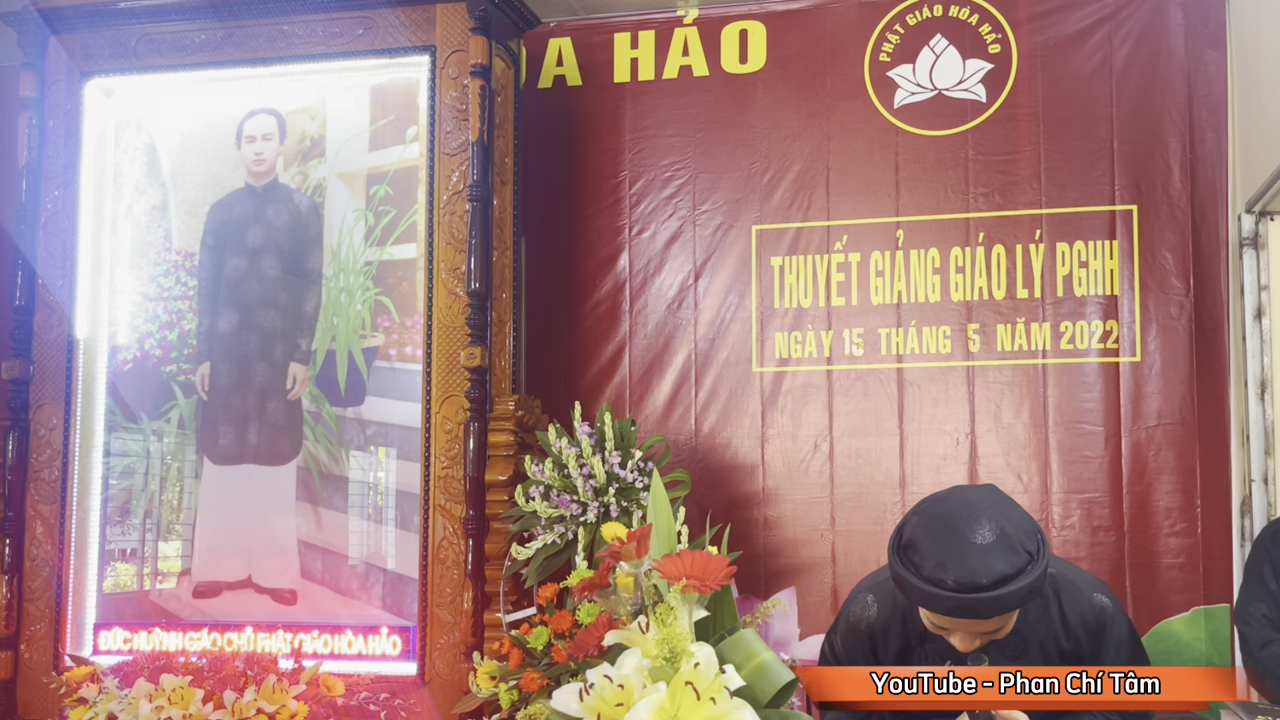 ÒA HẢO
PHẬT GIÁO HÒA HẢO
THUYẾT GIẢNG GIÁO LÝ PGHH
NGÀY 15 THÁNG 5 NĂM 2022
ĐỨC HUỲNH GIÁO CHỦ PHẬT GIÁO HÒA HẢO
YouTube - Phan Chí Tâm